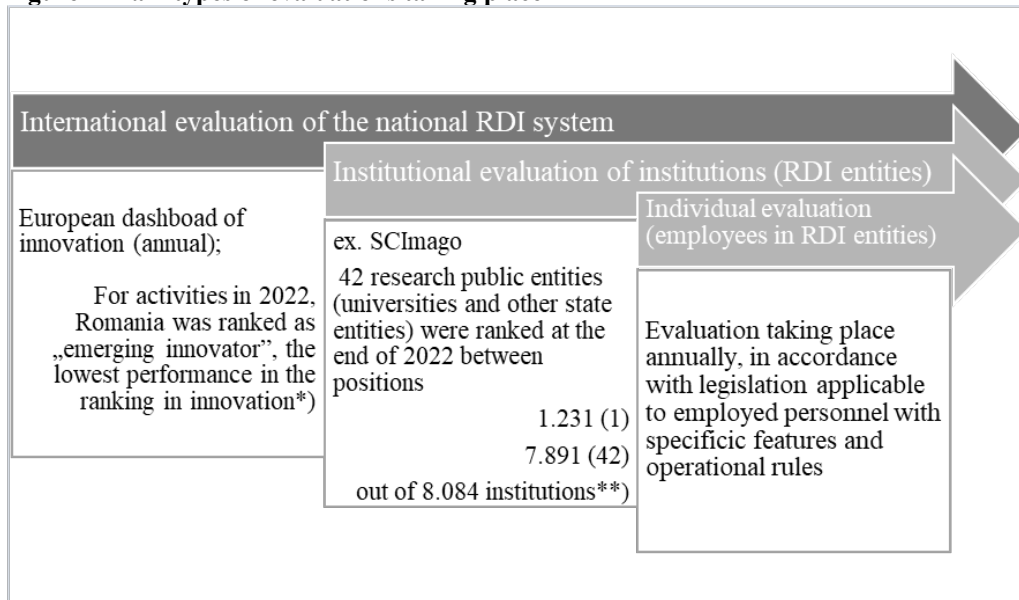 International evaluation of the national RDI system
Institutional evaluation of institutions (RDI entities)
Individual evaluation
(employees in RDI entities)
European dashboad of
innovation (annual);
For activities in 2022,
Romania was ranked as
„emerging innovator”, the
lowest performance in the
ranking in innovation*)
ex. SCImago
42 research public entities
(universities and other state
entities) were ranked at the
end of 2022 between
positions
1.231 (1)
7.891 (42)
out of 8.084 institutions**)
Evaluation taking place
annually, in accordance
with legislation applicable
to employed personnel with
specificic features and
operational rules